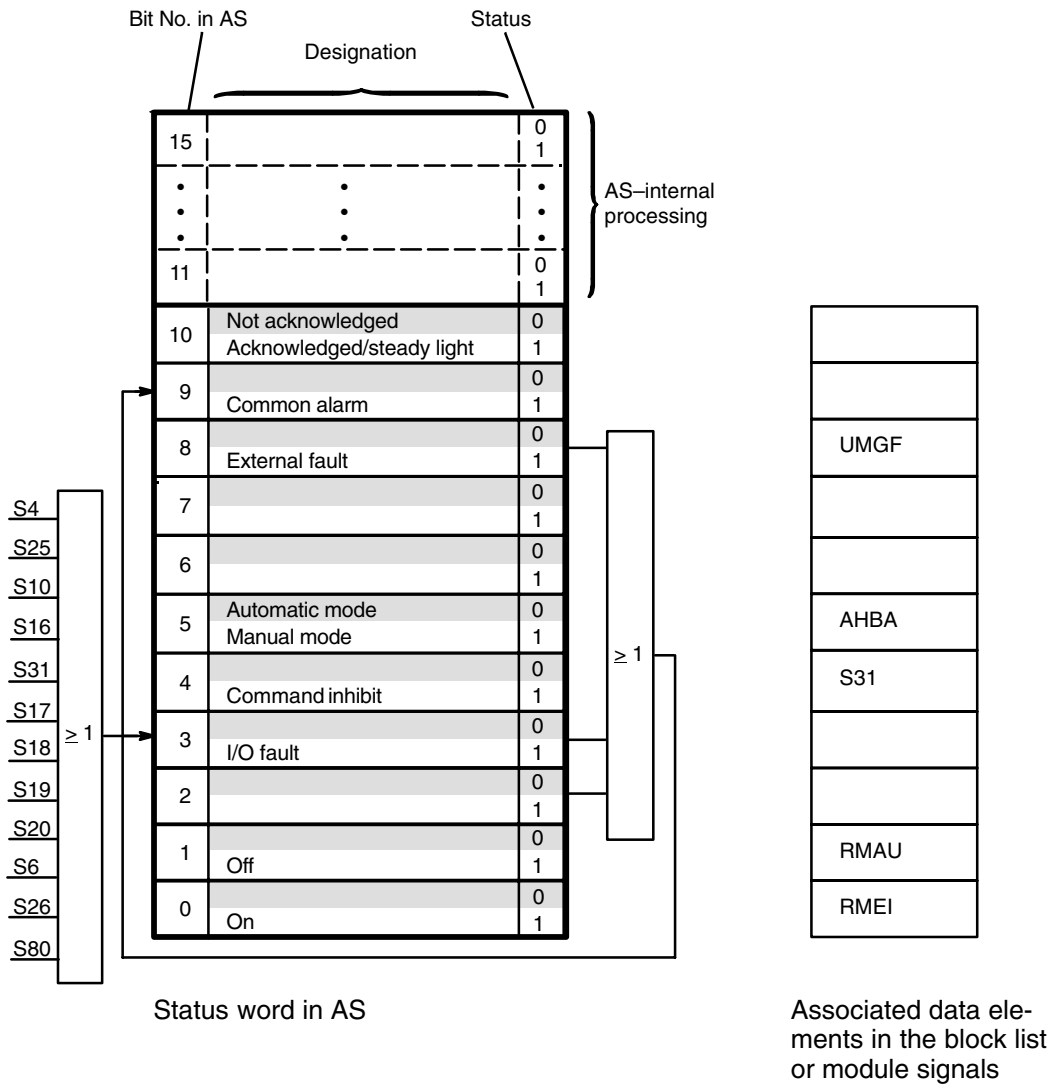 Bit No. in AS
Status
Designation
15
0
1
AS–internal
processing
11
0
1
10
Not acknowledged
0
Acknowledged/steady light
1
9
0
Common alarm
1
8
0
External fault
1
UMGF
7
0
1
6
0
1
5
Automatic mode
0
Manual mode
1
AHBA
4
0
Command inhibit
1
S31
3
0
I/O fault
1
2
0
1
1
0
Off
1
RMAU
0
0
On
1
RMEI
S4
S25
S10
S16
S31
S17
S18
S19
S20
S6
S26
S80
≥ 1
≥ 1
Status word in AS
Associated data ele-
ments in the block list
or module signals